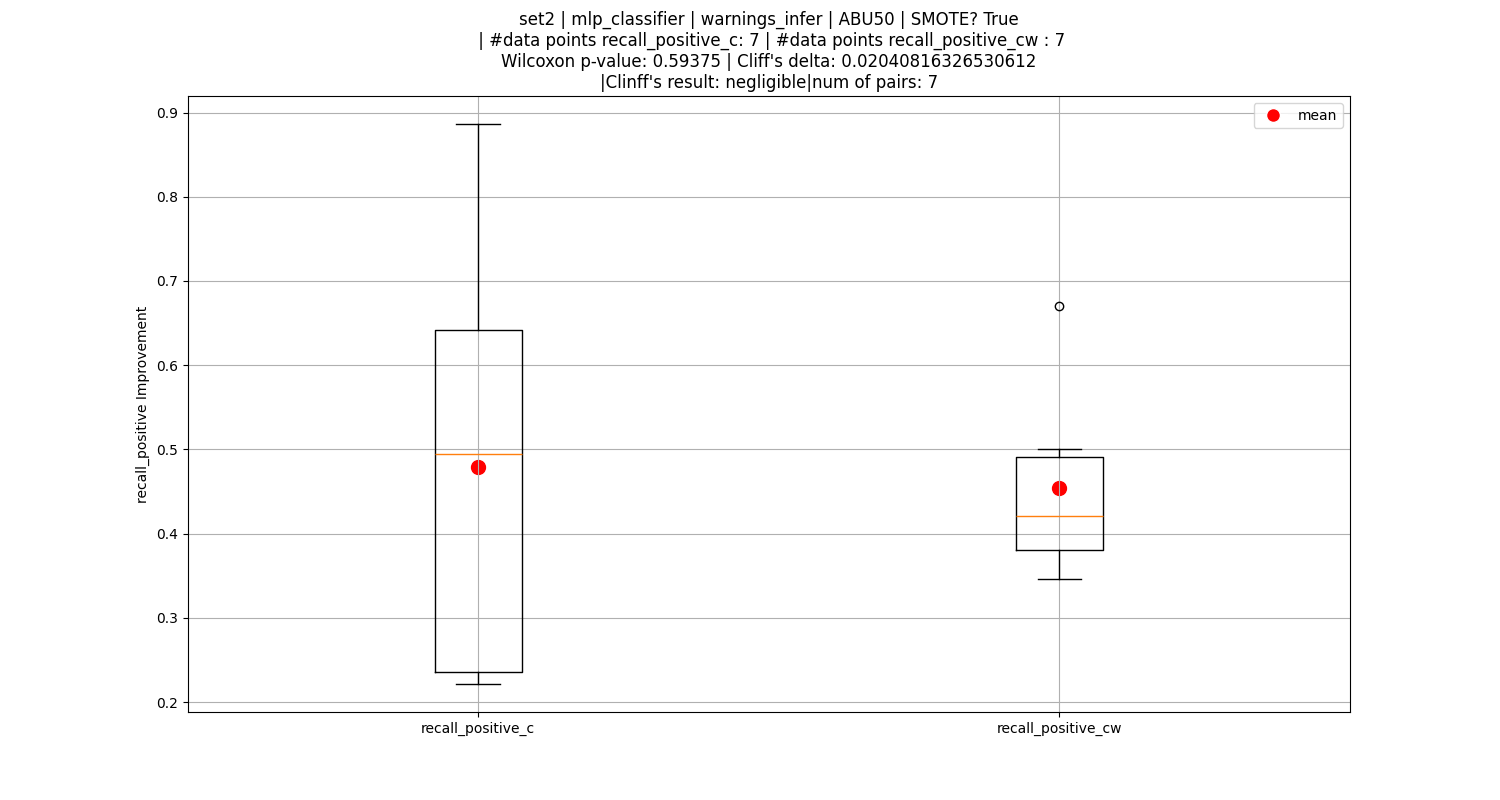 set2 | mlp_classifier | warnings_infer | ABU50 | SMOTE? True
| #data points recall_positive_c: 7 | #data points recall_positive_cw : 7
Wilcoxon p-value: 0.59375 | Cliff's delta: 0.02040816326530612
|Clinff's result: negligible|num of pairs: 7
mean
0.9
0.8
0.7
0.6
0.5
0.4
0.3
0.2
recall_positive Improvement
recall_positive_c
recall_positive_cw